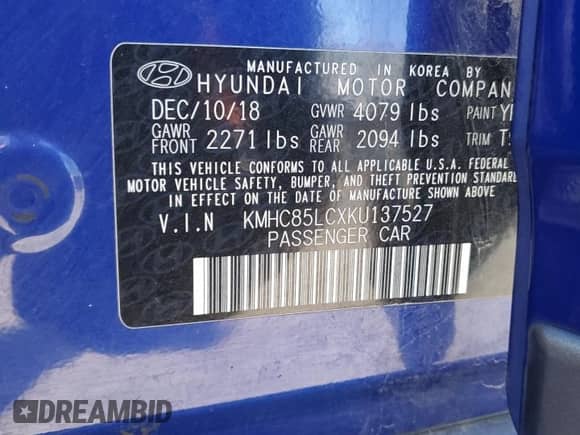 MANUFACTURED IN KOREA BY
HYUNDAI MOTOR COMPAN
DEC/10/18 GVWR 4079 lbs PAINT
GAWR FRONT 2271 lbs GAWR REAR 2094 lbs TRIM
THIS VEHICLE CONFORMS TO ALL APPLICABLE U.S.A. FEDERAL
MOTOR VEHICLE SAFETY, BUMPER, AND THEFT PREVENTION
IN EFFECT ON THE DATE OF MANUFACTURE SHOWN ABOVE
V.I.N KMHC85LCXKU137527
PASSENGER CAR
DREAMBID